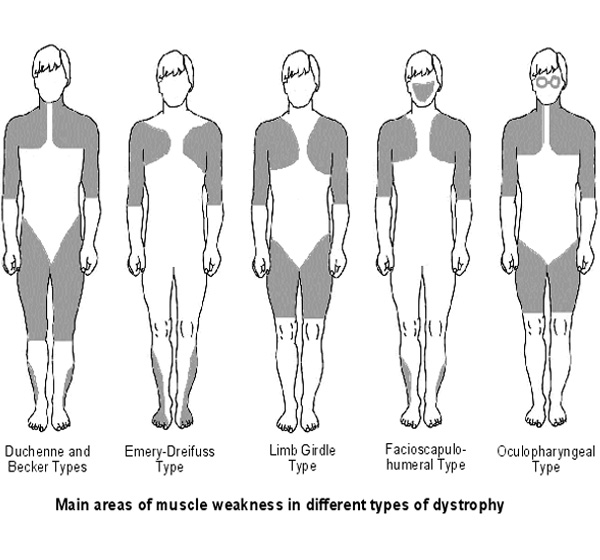 Duchenne and
Becker Types
Emery-Dreifuss
Type
Limb Girdle
Type
Facioscapulo-
humeral Type
Oculopharyngeal
Type
Main areas of muscle weakness in different types of dystrophy